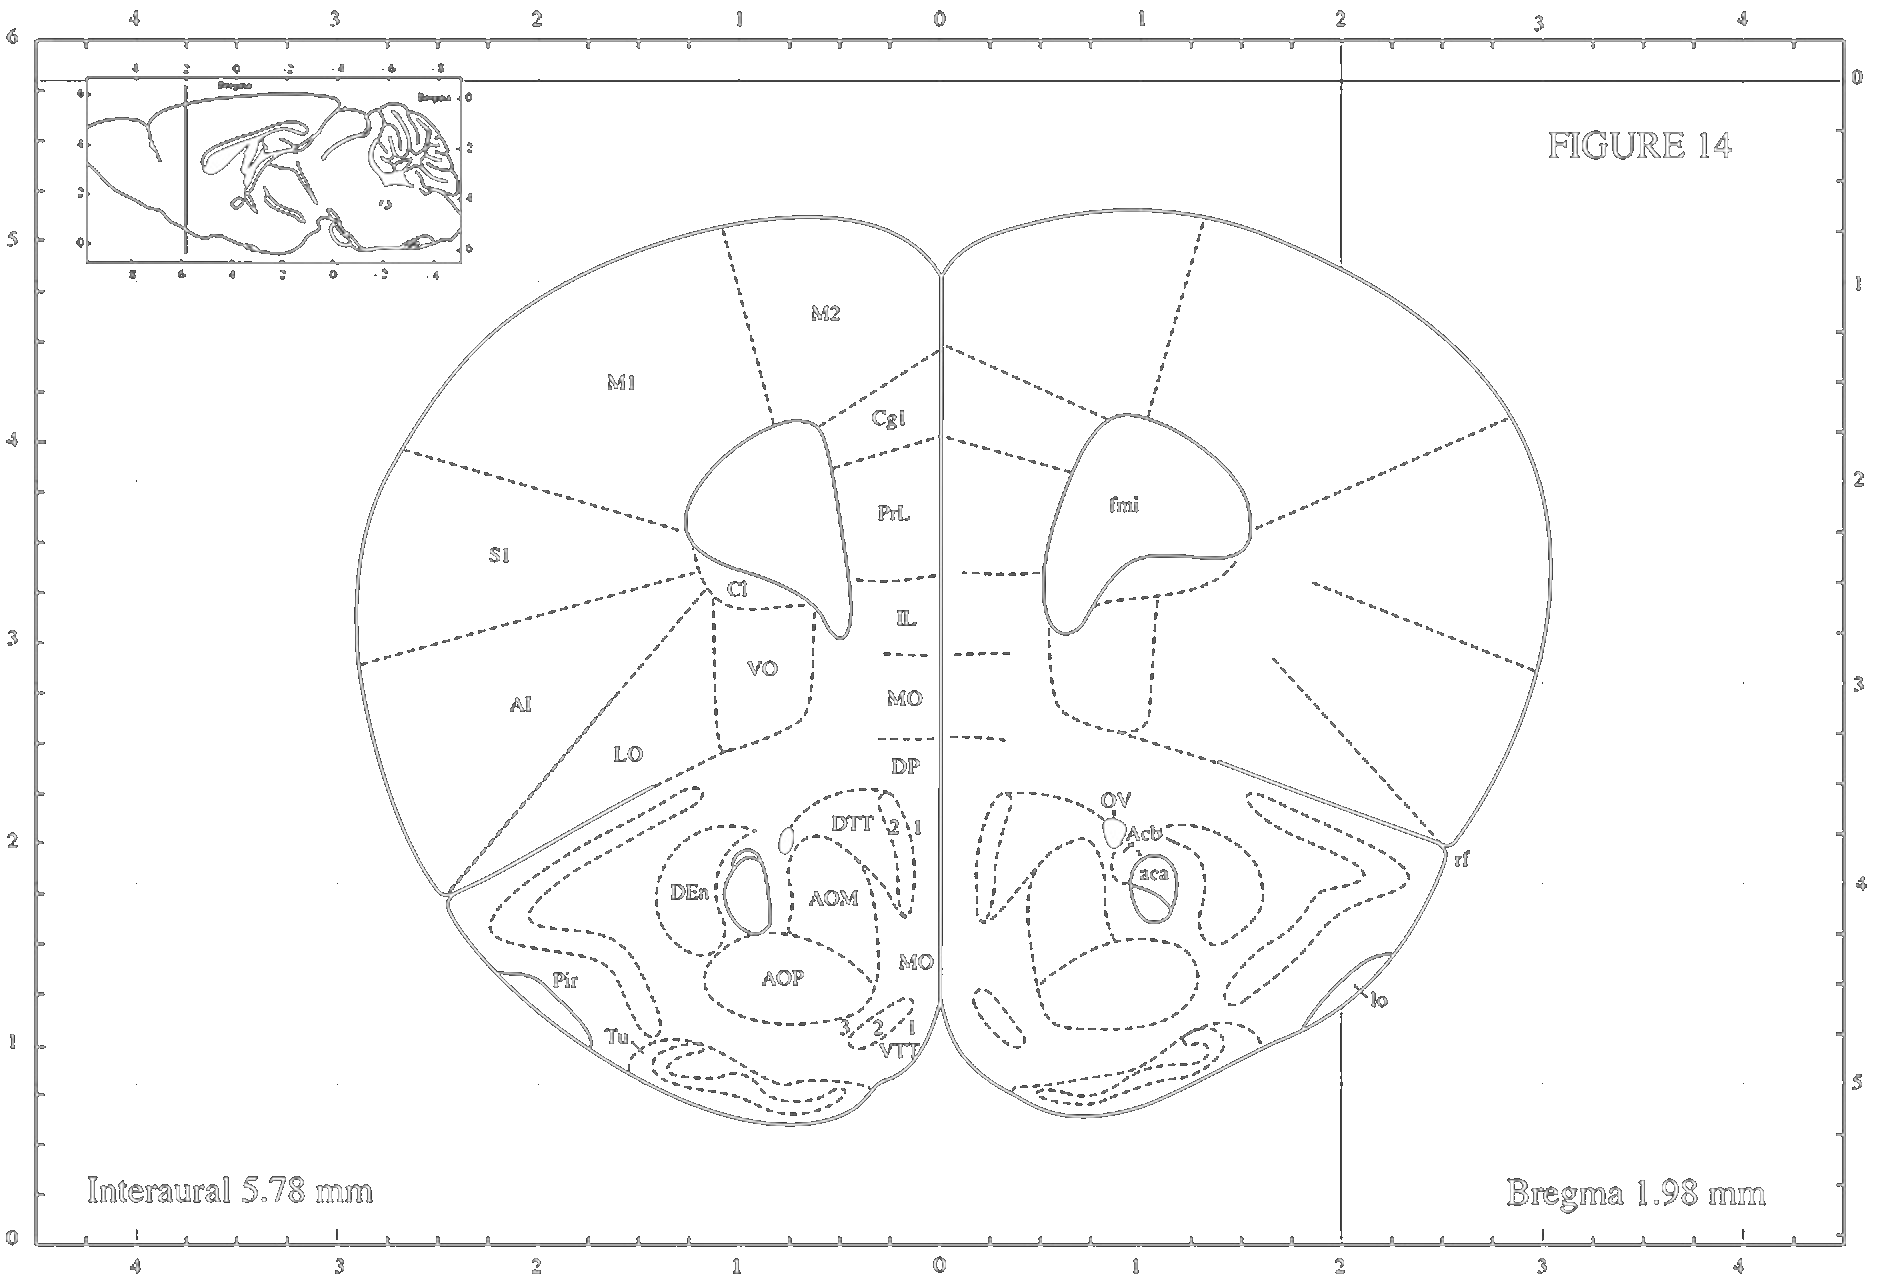 4 3 2 1 0 1 2 3 4
6
0
Bregma
FIGURE 14
5
1
M2
M1
Cg1
4
2
fmi
PrL
S1
Cl
IL
3
VO
3
MO
AI
LO
DP
OV
DTT 2 1
Acb
2
rf
aca
4
DEn
AOM
MO
Pir
AOP
lo
3 2 1
Tu
1
VTT
5
Interaural 5.78 mm
Bregma 1.98 mm
0
4 3 2 1 0 1 2 3 4